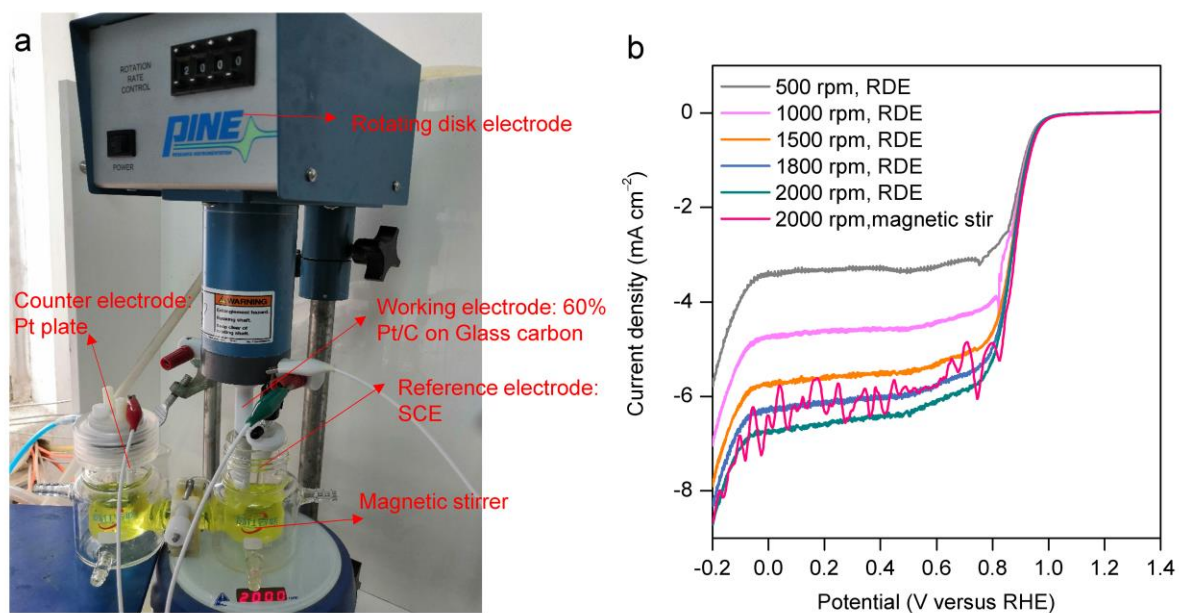 a
ROTATION
RATE
CONTROL
2000
PINE
RESEARCH INSTRUMENTATION
POWER
Rotating disk electrode
WARNING
Counter electrode:
Pt plate
Working electrode: 60%
Pt/C on Glass carbon
Reference electrode:
SCE
Magnetic stirrer
2000
b
500 rpm, RDE
1000 rpm, RDE
1500 rpm, RDE
1800 rpm, RDE
2000 rpm, RDE
2000 rpm,magnetic stir
Current density (mA cm⁻²)
0
-2
-4
-6
-8
-0.2 0.0 0.2 0.4 0.6 0.8 1.0 1.2 1.4
Potential (V versus RHE)